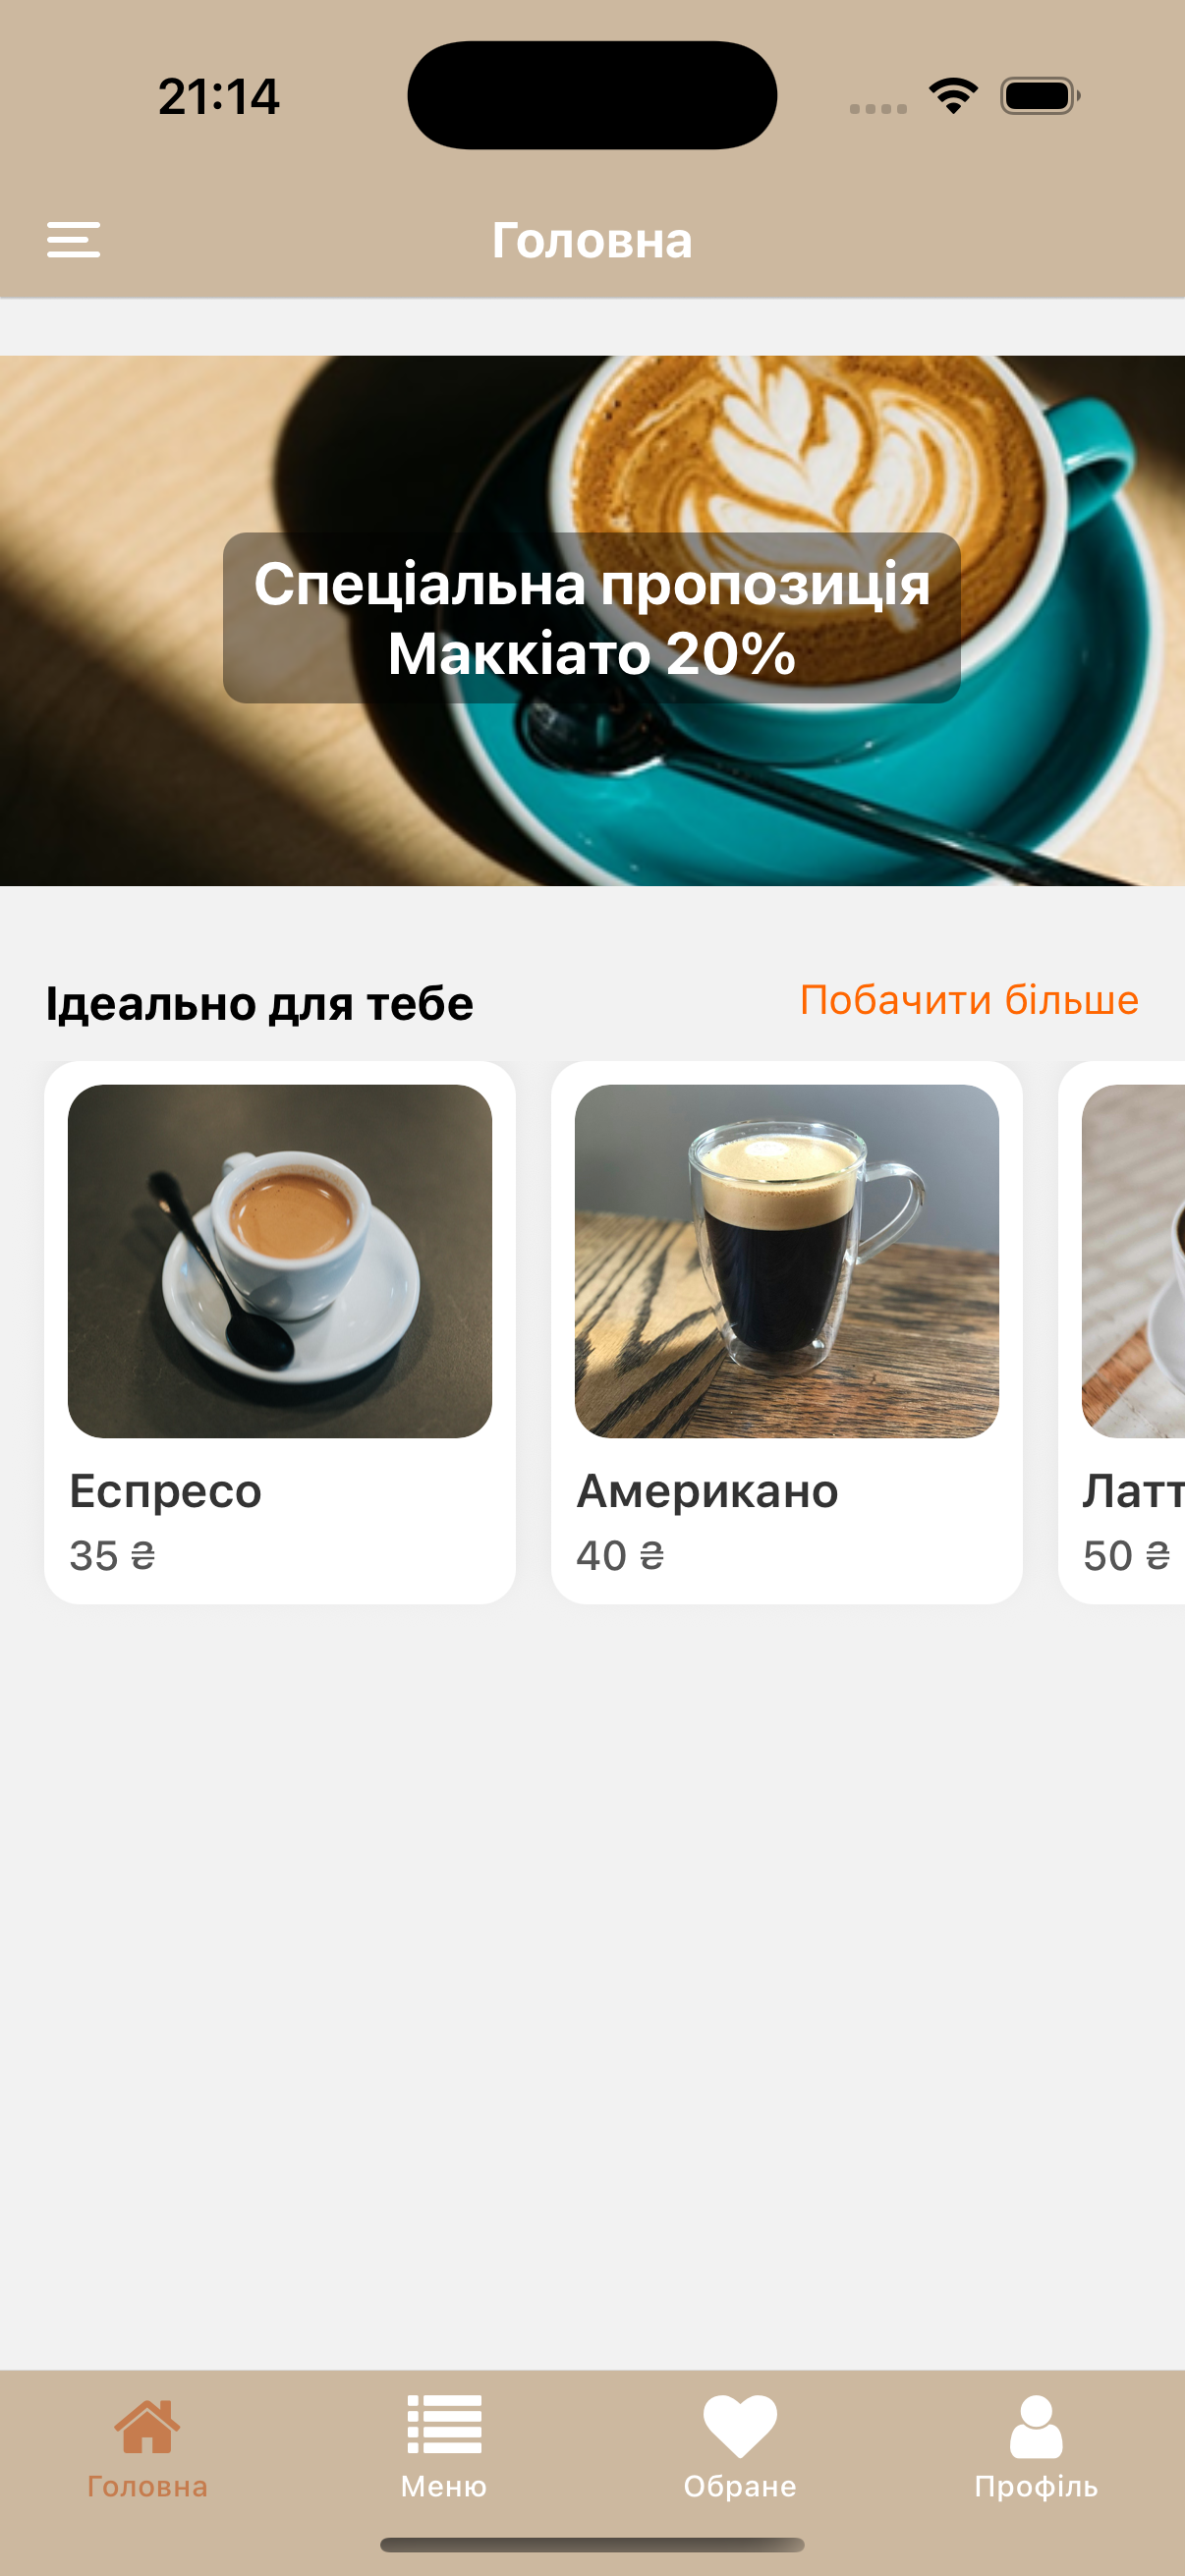 21:14
Головна
Спеціальна пропозиція
Маккіато 20%
Ідеально для тебе
Побачити більше
Еспресо
35 ₴
Американо
40 ₴
50 ₴
Головна
Меню
Обране
Профіль